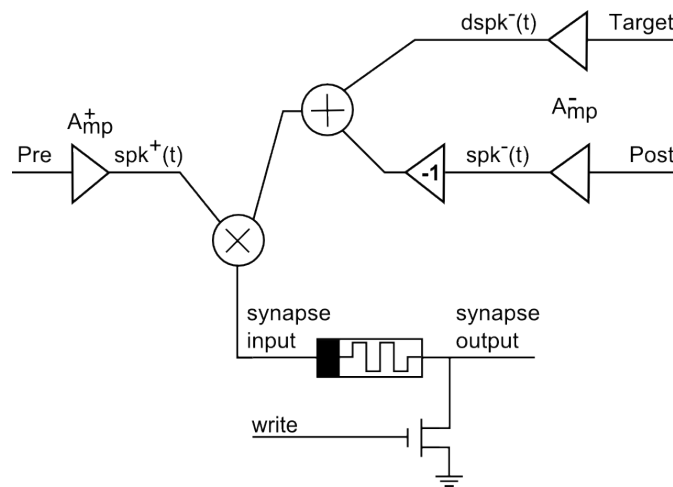 dspk⁻(t)
Target
A⁺mp
A⁻mp
Pre
spk⁺(t)
-1
spk⁻(t)
Post
synapse
input
synapse
output
write